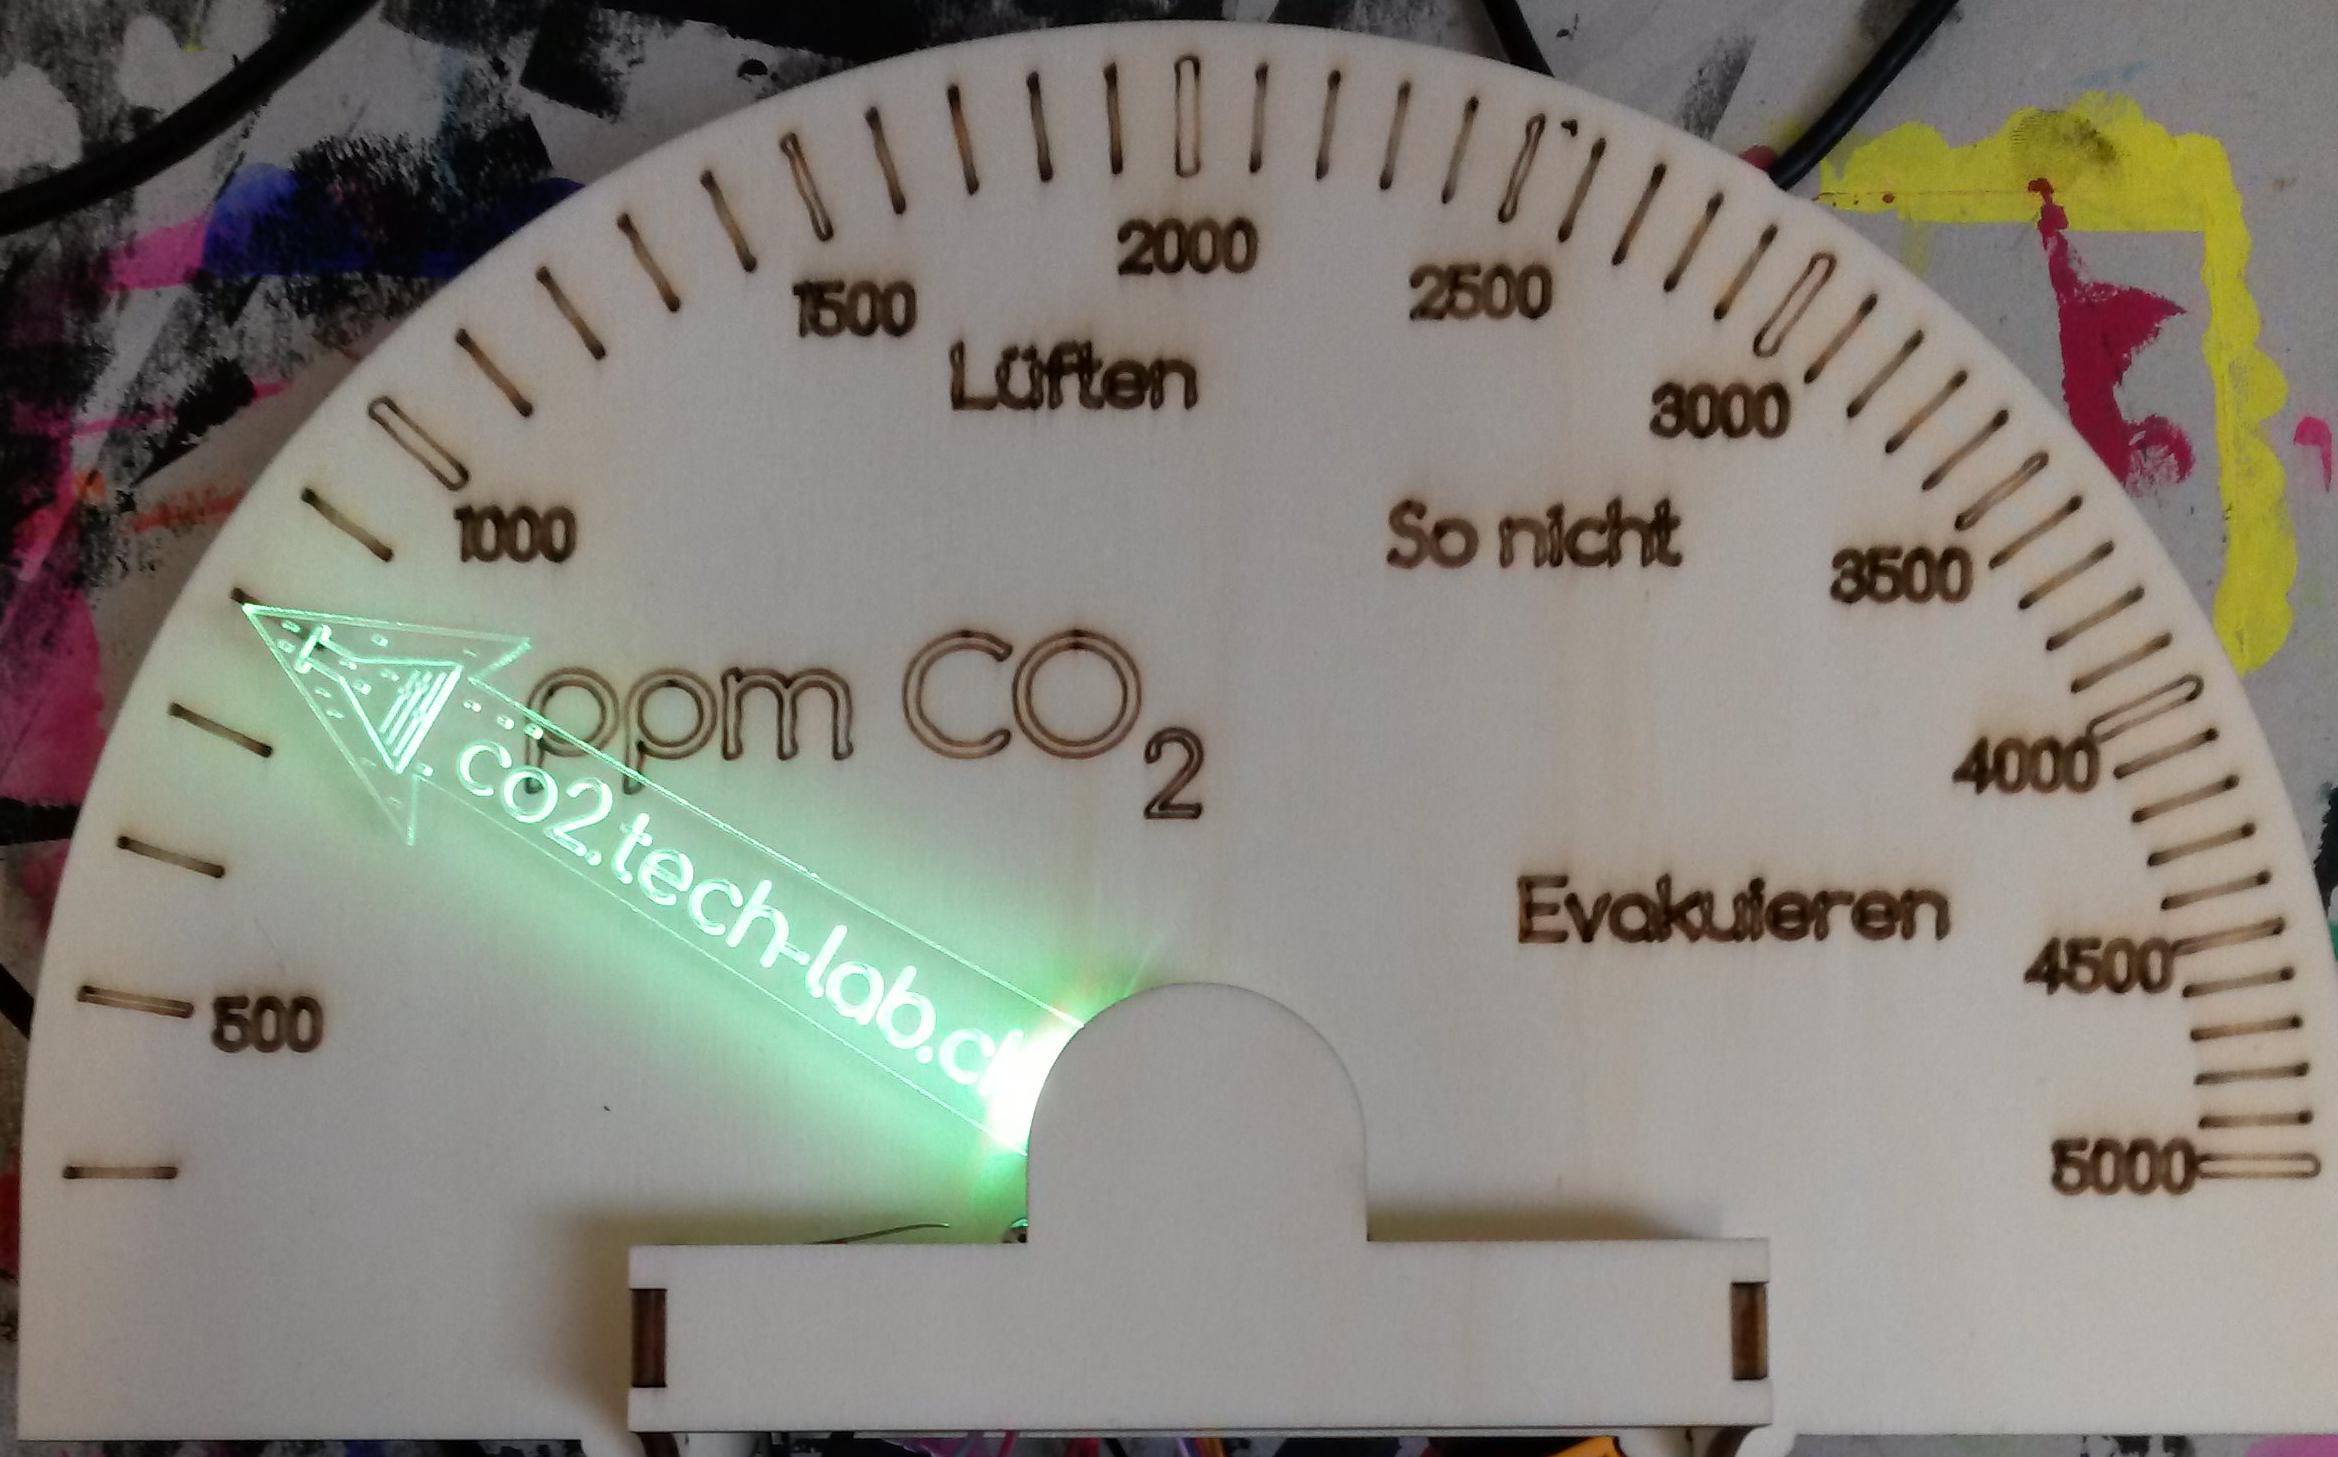 2000
1500
2500
Lüften
3000
1000
So nicht
3500
ppm CO₂
4000
co2.tech-lab.ch
Evakuieren
4500
500
5000